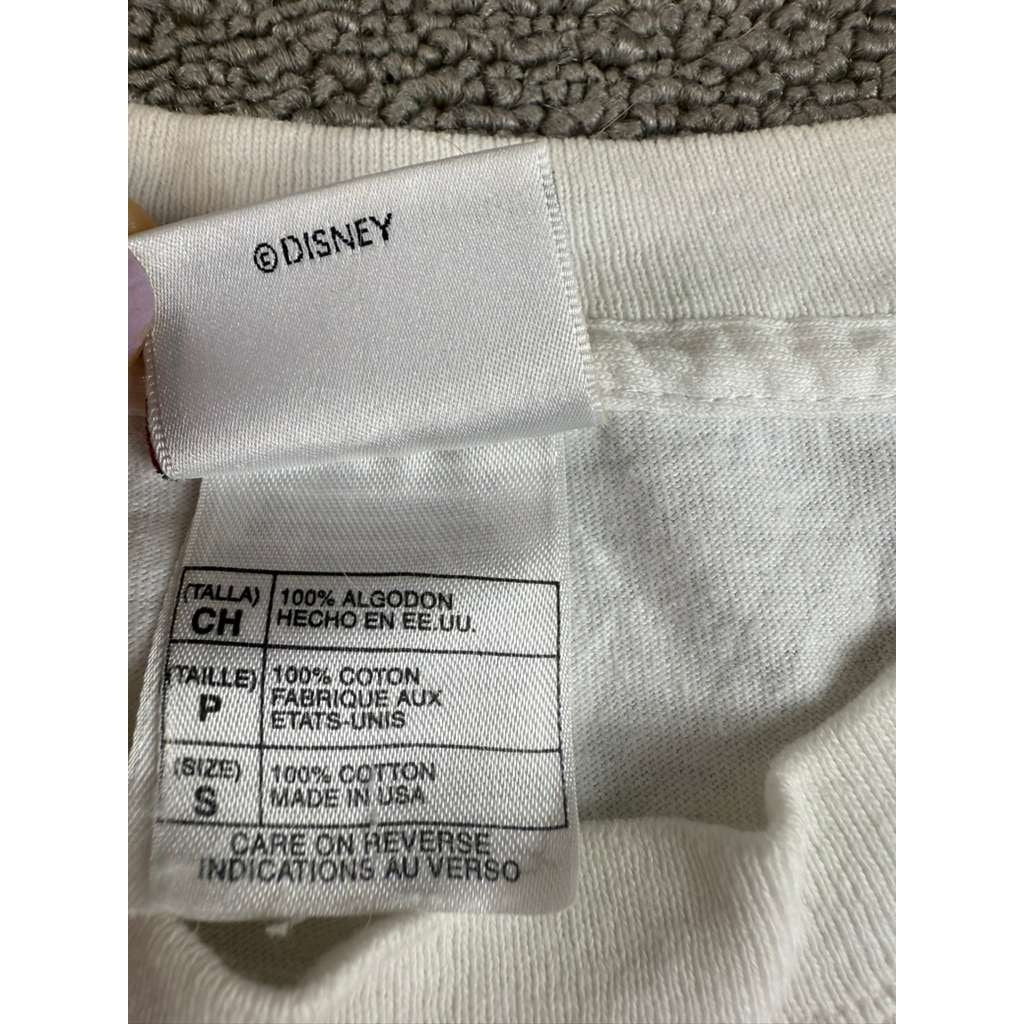 ©DISNEY
(TALLA) 100% ALGODON
CH HECHO EN EE.UU.
(TAILLE) 100% COTON
P FABRIQUE AUX
ETATS-UNIS
(SIZE) 100% COTTON
S MADE IN USA
CARE ON REVERSE
INDICATIONS AU VERSO